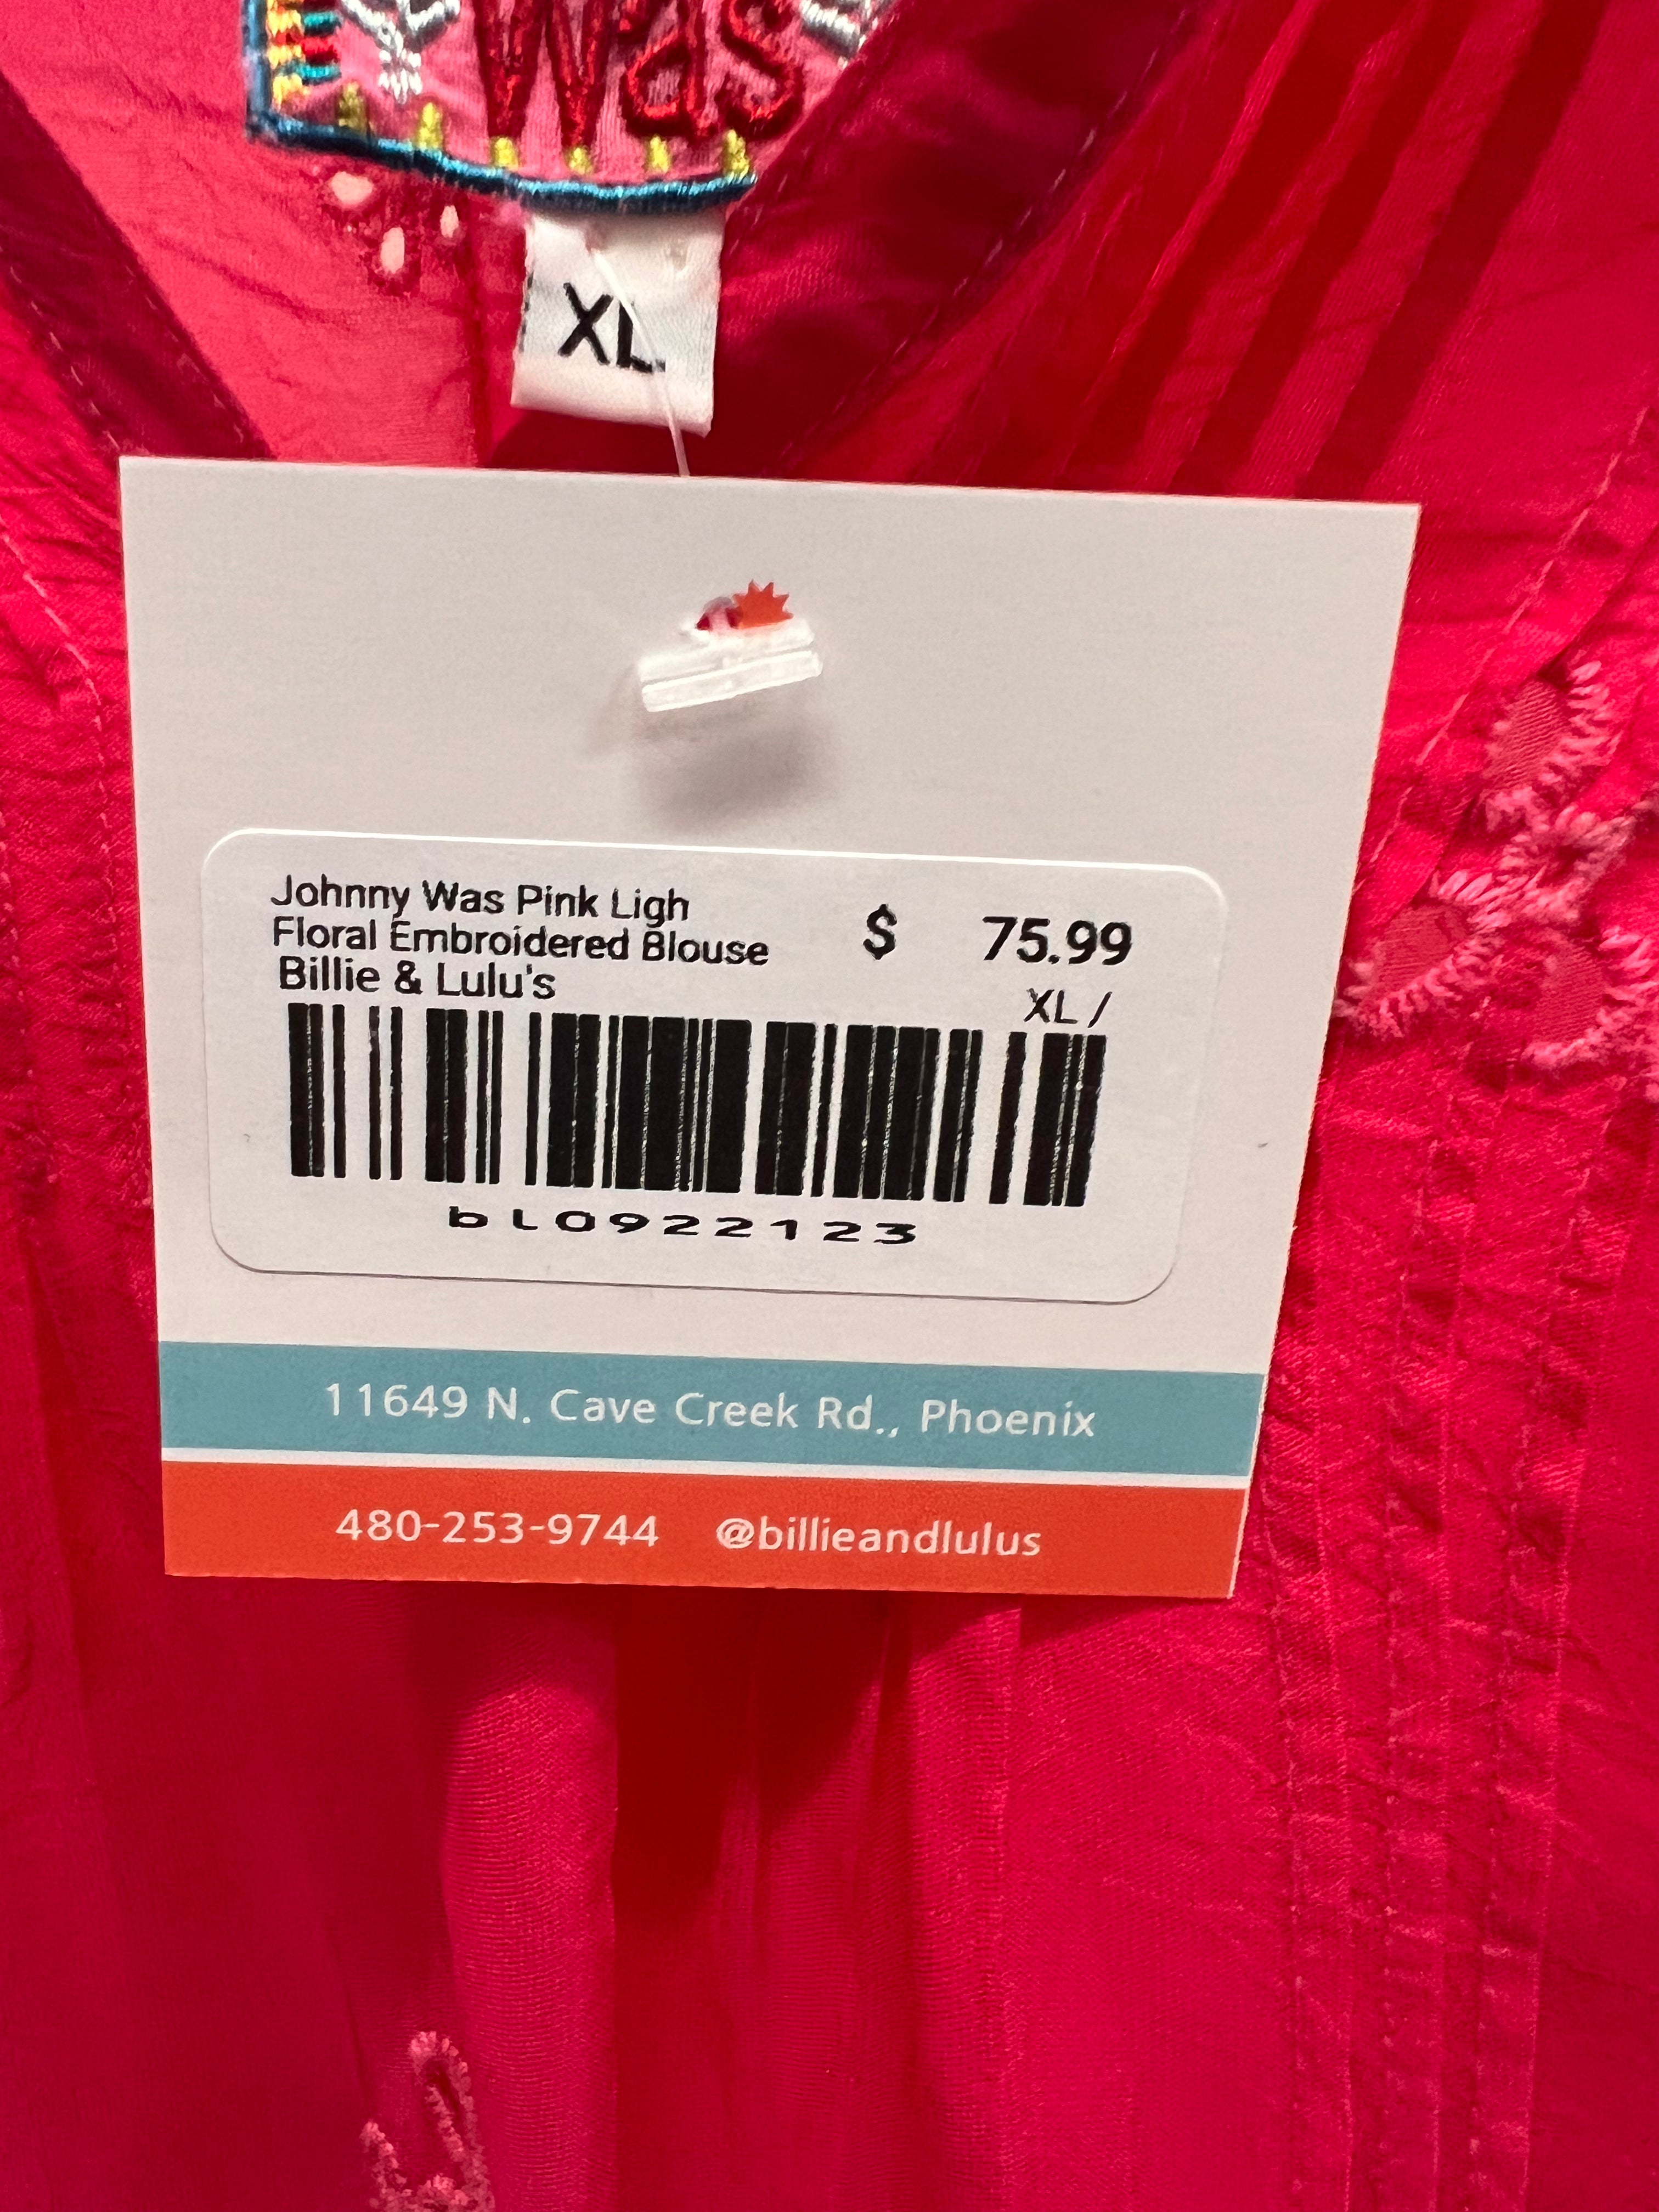 Was
XL
Johnny Was Pink Ligh
Floral Embroidered Blouse
Billie & Lulu's
$ 75.99
XL /
bL0922123
11649 N. Cave Creek Rd., Phoenix
480-253-9744 @billieandlulus